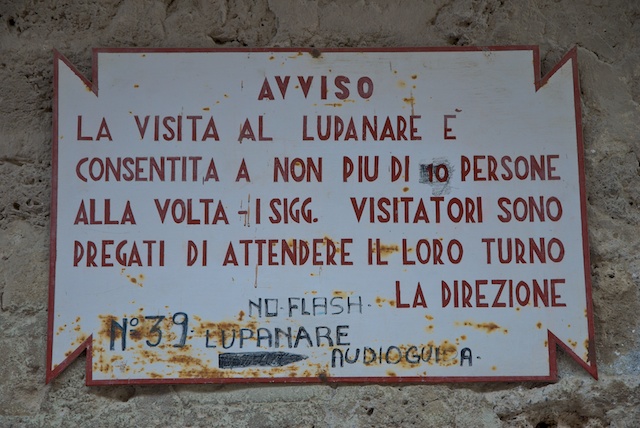 AVVISO
LA VISITA AL LUPANARE È
CONSENTITA A NON PIU DI 10 PERSONE
ALLA VOLTA - I SIGG. VISITATORI SONO
PREGATI DI ATTENDERE IL LORO TURNO
LA DIREZIONE
NO-FLASH-
N° 39 LUPANARE
AUDIOGUIDA-